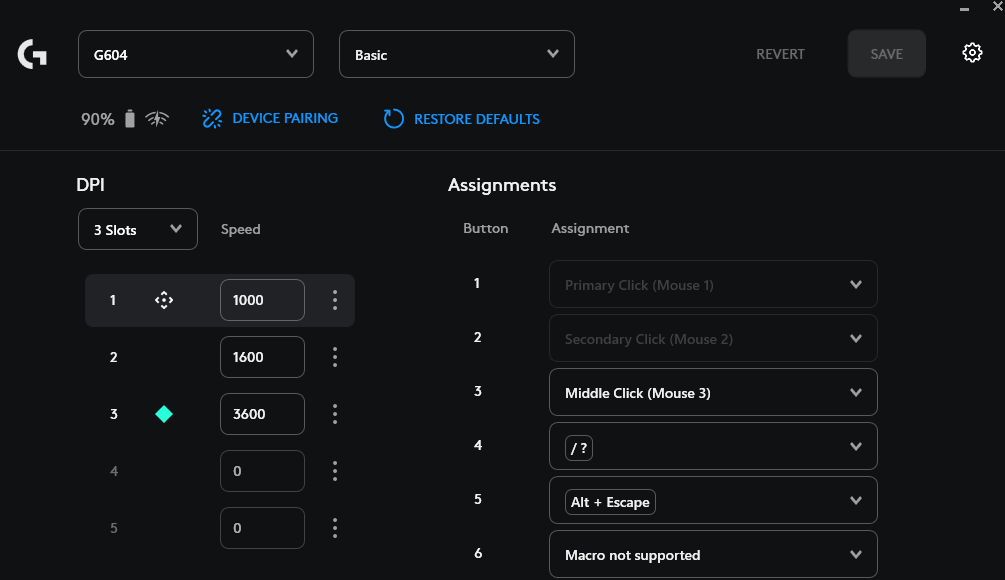 G604
Basic
REVERT
SAVE
90%
DEVICE PAIRING
RESTORE DEFAULTS
DPI
3 Slots
Speed
1
1000
2
1600
3
3600
4
0
5
0
Assignments
Button
Assignment
1
Primary Click (Mouse 1)
2
Secondary Click (Mouse 2)
3
Middle Click (Mouse 3)
4
/ ?
5
Alt + Escape
6
Macro not supported